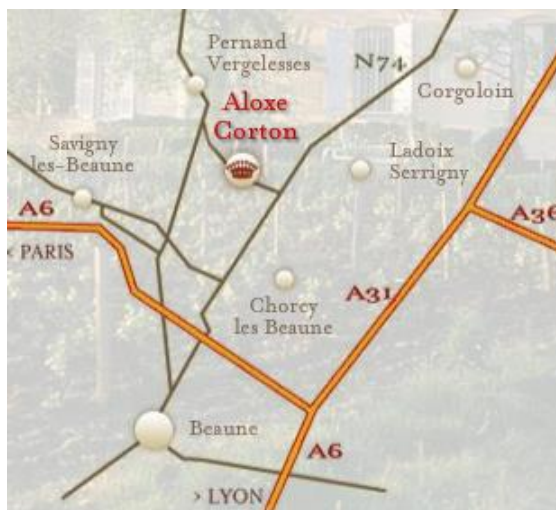 Pernand
Vergelesses
N74
Corgoloin
Aloxe
Corton
Savigny
les-Beaune
Ladoix
Serrigny
A6
A36
‹ PARIS
A31
Chorcy
les Beaune
Beaune
A6
› LYON